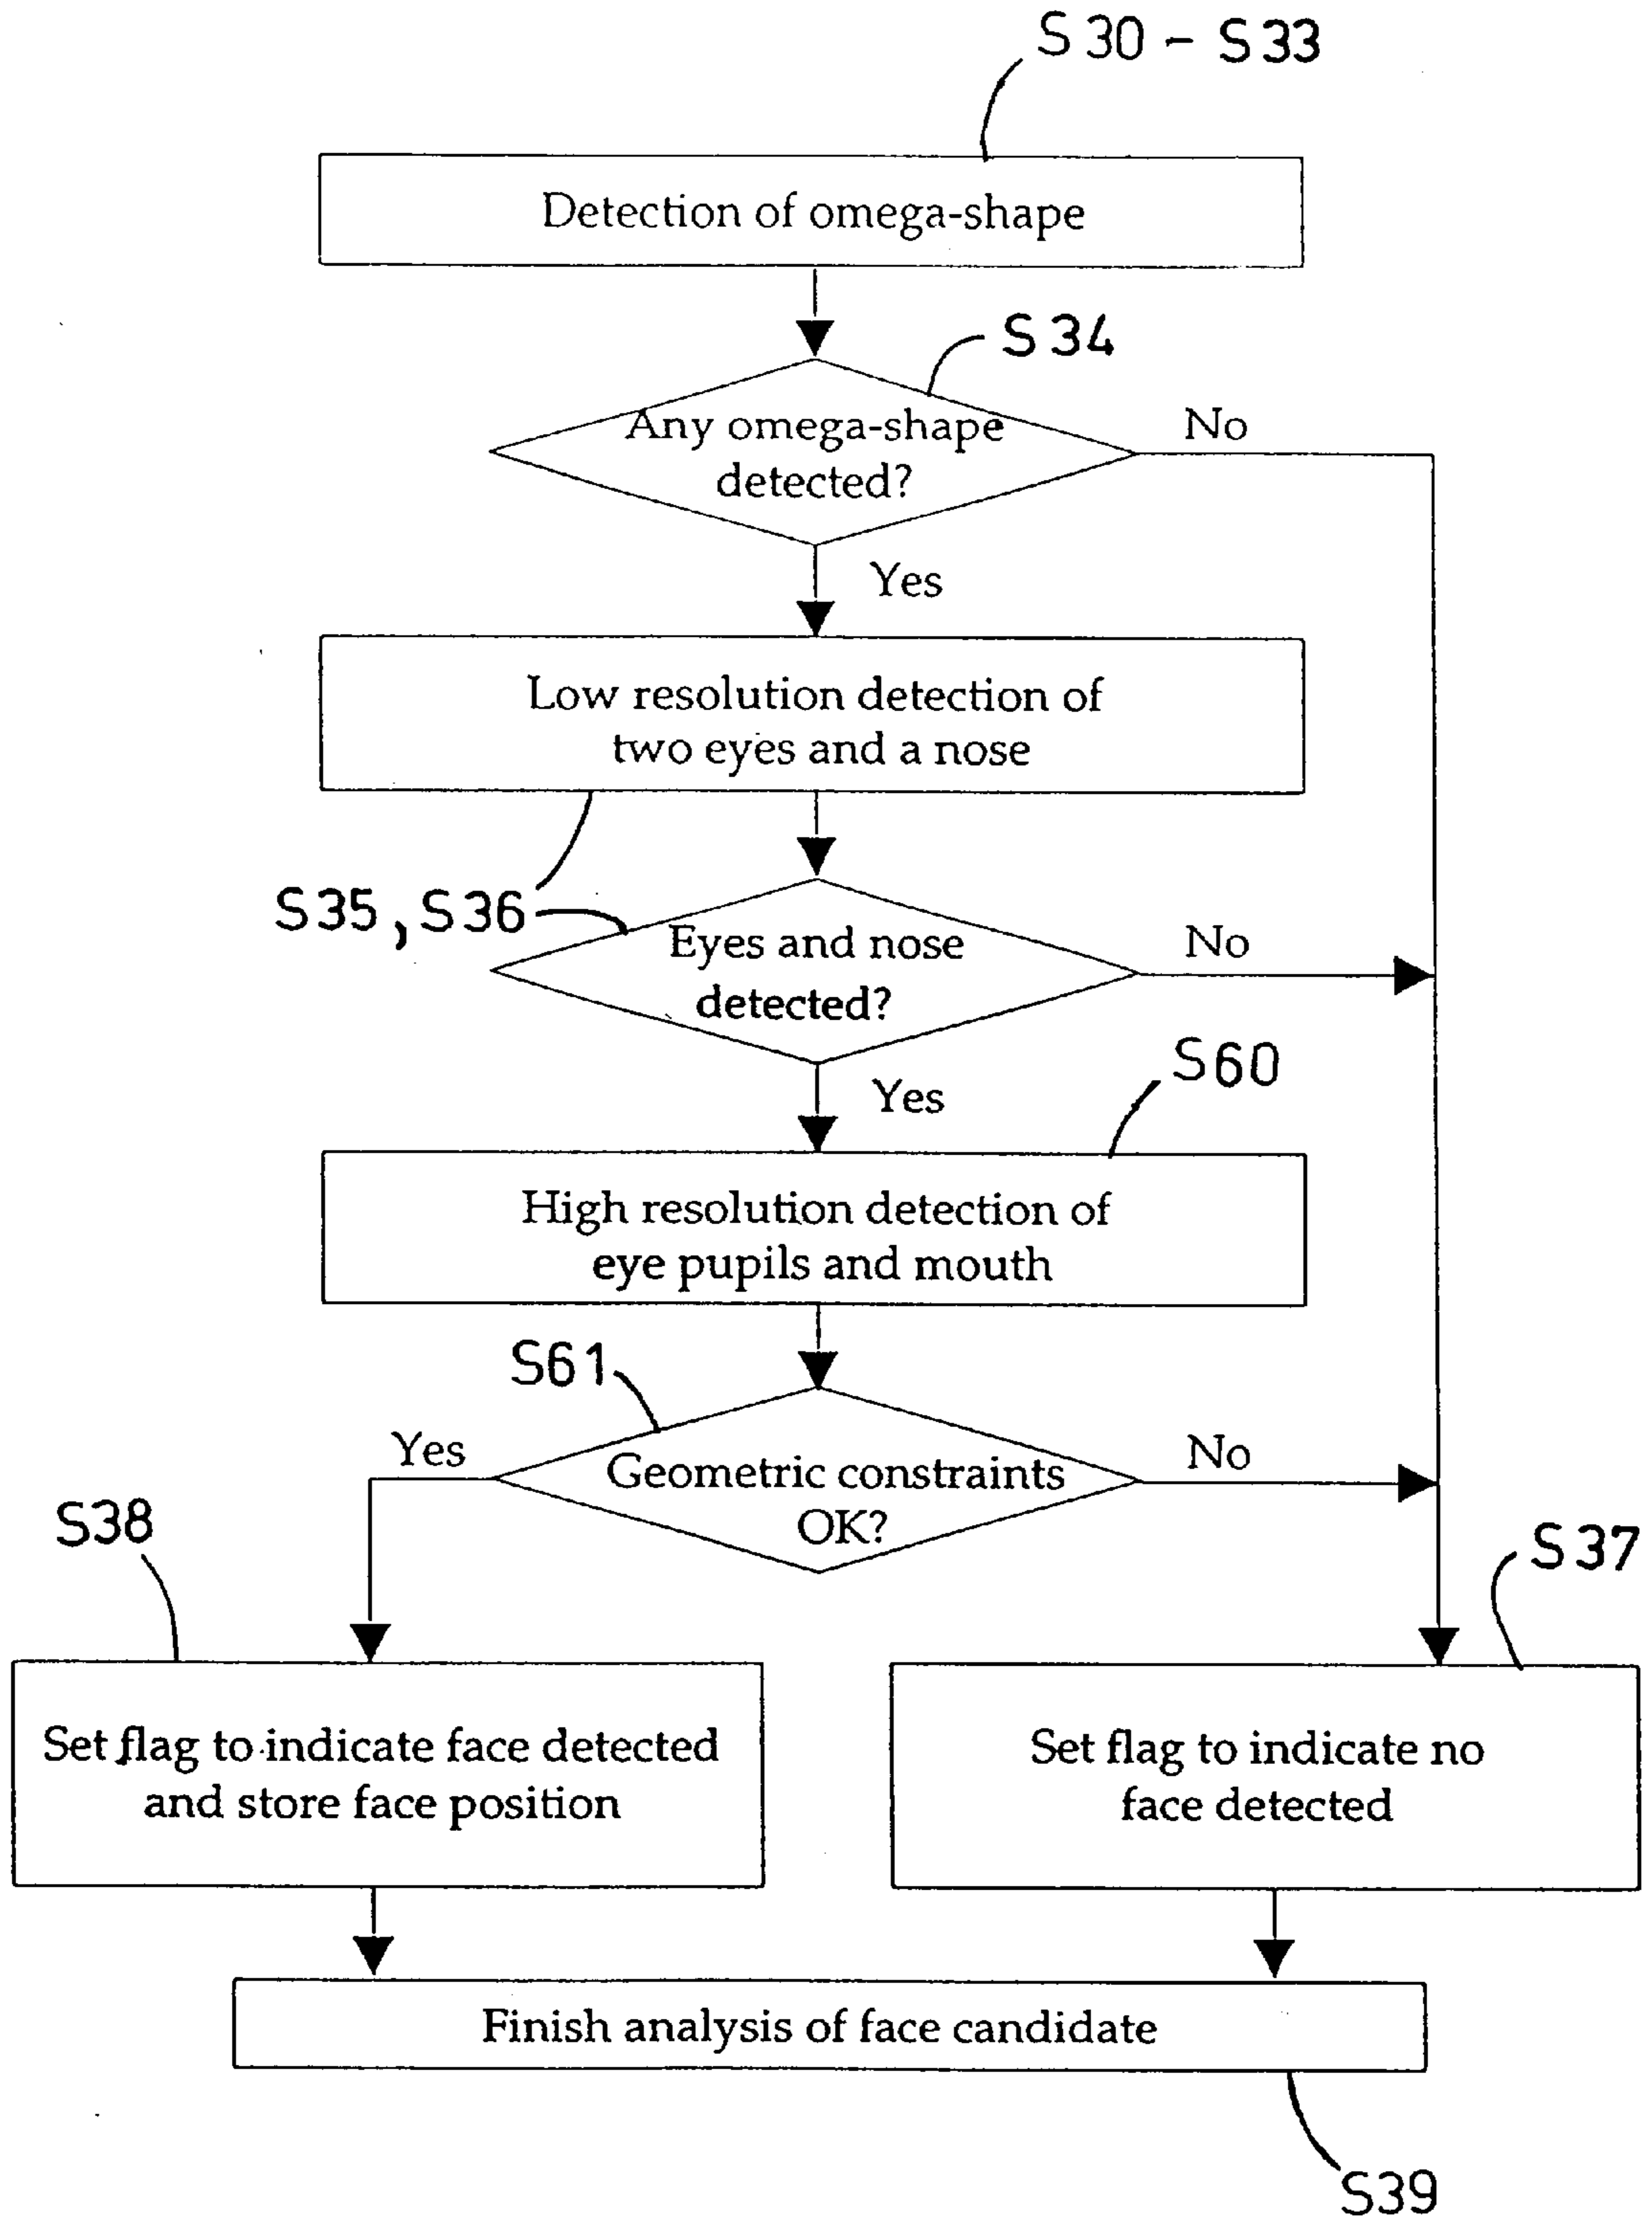 S30 - S33
Detection of omega-shape
S34
Any omega-shape
detected?
No
Yes
Low resolution detection of
two eyes and a nose
S35, S36
Eyes and nose
detected?
No
Yes
S60
High resolution detection of
eye pupils and mouth
S61
Yes
Geometric constraints
OK?
No
S38
S37
Set flag to indicate face detected
and store face position
Set flag to indicate no
face detected
Finish analysis of face candidate
S39